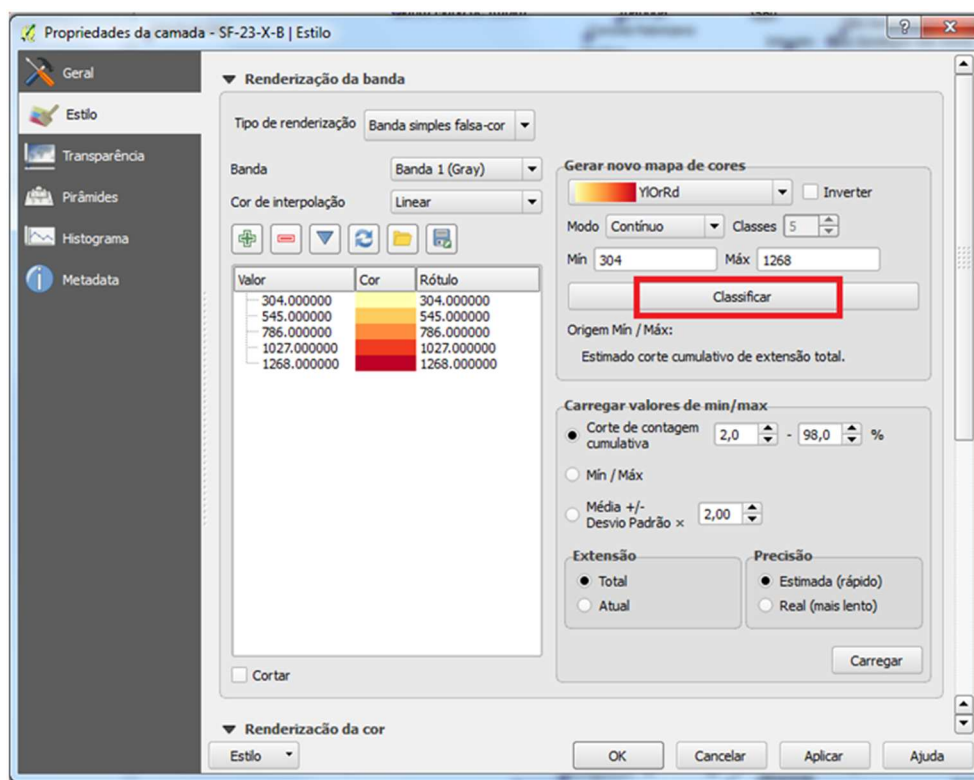 Propriedades da camada - SF-23-X-B | Estilo
Geral
Estilo
Transparência
Pirâmides
Histograma
Metadata
Renderização da banda
Tipo de renderização Banda simples falsa-cor
Banda Banda 1 (Gray)
Cor de interpolação Linear
Valor Cor Rótulo
304.000000 304.000000
545.000000 545.000000
786.000000 786.000000
1027.000000 1027.000000
1268.000000 1268.000000
Cortar
Gerar novo mapa de cores
YlOrRd Inverter
Modo Contínuo Classes 5
Mín 304 Máx 1268
Classificar
Origem Mín / Máx:
Estimado corte cumulativo de extensão total.
Carregar valores de min/max
Corte de contagem
cumulativa 2,0 - 98,0 %
Mín / Máx
Média +/-
Desvio Padrão × 2,00
Extensão
Total
Atual
Precisão
Estimada (rápido)
Real (mais lento)
Carregar
Renderizacão da cor
Estilo OK Cancelar Aplicar Ajuda